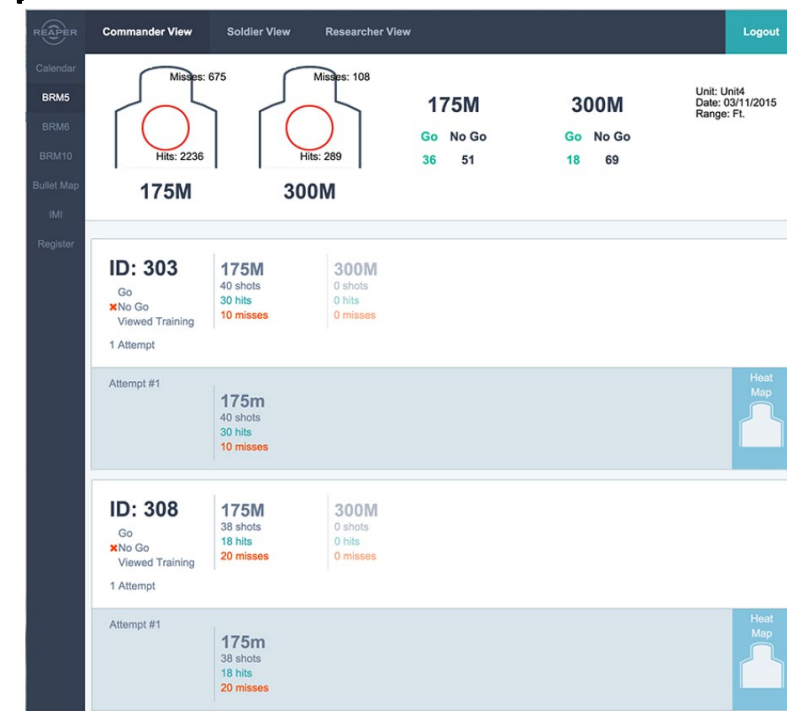 REAPER
Commander View
Soldier View
Researcher View
Logout
Calendar
BRM5
BRM6
BRM10
Bullet Map
IMI
Register
Misses: 675
Hits: 2236
175M
Misses: 108
Hits: 289
300M
175M
Go No Go
36 51
300M
Go No Go
18 69
Unit: Unit4
Date: 03/11/2015
Range: Ft.
ID: 303
Go
No Go
Viewed Training
1 Attempt
175M
40 shots
30 hits
10 misses
300M
0 shots
0 hits
0 misses
Attempt #1
175m
40 shots
30 hits
10 misses
Heat
Map
ID: 308
Go
No Go
Viewed Training
1 Attempt
175M
38 shots
18 hits
20 misses
300M
0 shots
0 hits
0 misses
Attempt #1
175m
38 shots
18 hits
20 misses
Heat
Map